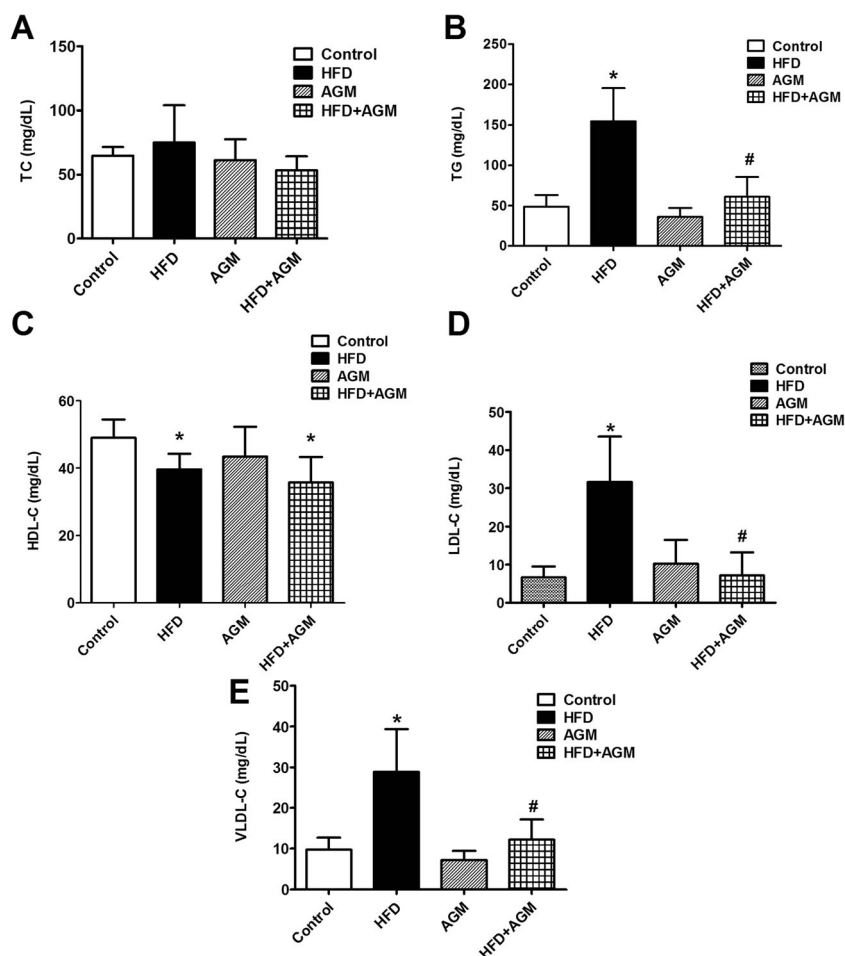 A
TC (mg/dL)
150
100
50
0
Control
HFD
AGM
HFD+AGM
Control
HFD
AGM
HFD+AGM
B
TG (mg/dL)
250
200
150
100
50
0
*
#
Control
HFD
AGM
HFD+AGM
Control
HFD
AGM
HFD+AGM
C
HDL-C (mg/dL)
60
40
20
0
*
*
Control
HFD
AGM
HFD+AGM
Control
HFD
AGM
HFD+AGM
D
LDL-C (mg/dL)
50
40
30
20
10
0
*
#
Control
HFD
AGM
HFD+AGM
Control
HFD
AGM
HFD+AGM
E
VLDL-C (mg/dL)
50
40
30
20
10
0
*
#
Control
HFD
AGM
HFD+AGM
Control
HFD
AGM
HFD+AGM